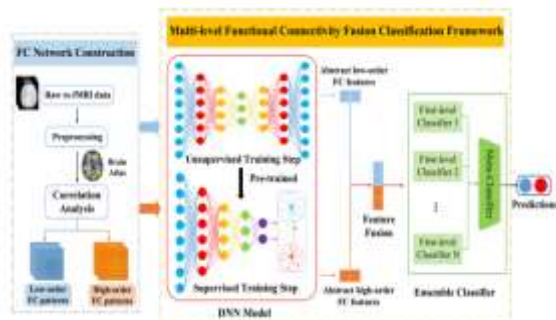 Multi-level Functional Connectivity Fusion Classification Framework
FC Network Construction
Raw rs-fMRI data
Preprocessing
Brain
Atlas
Correlation
Analysis
Low-order
FC patterns
High-order
FC patterns
Unsupervised Training Step
Pre-trained
Supervised Training Step
DNN Model
Abstract low-order
FC features
Feature
Fusion
Abstract high-order
FC features
First-level
Classifier 1
First-level
Classifier 2
First-level
Classifier N
Meta-Classifier
Ensemble Classifier
Prediction